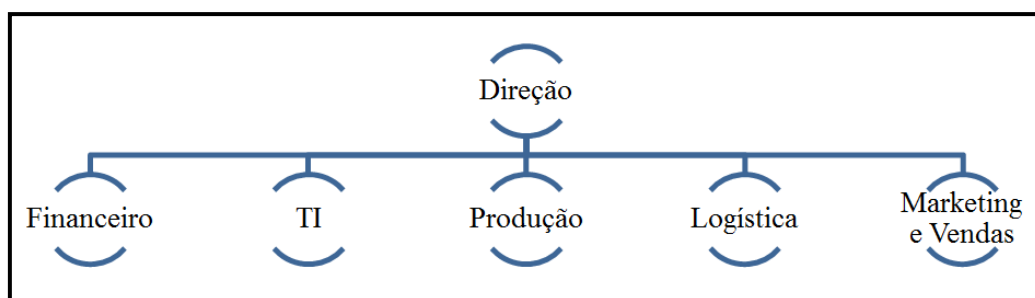 Direção
Financeiro
TI
Produção
Logística
Marketing
e Vendas